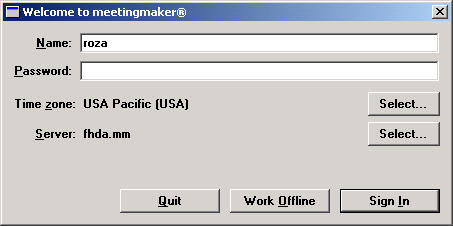 Welcome to meetingmaker®
Name: roza
Password:
Time zone: USA Pacific (USA) Select...
Server: fhda.mm Select...
Quit Work Offline Sign In